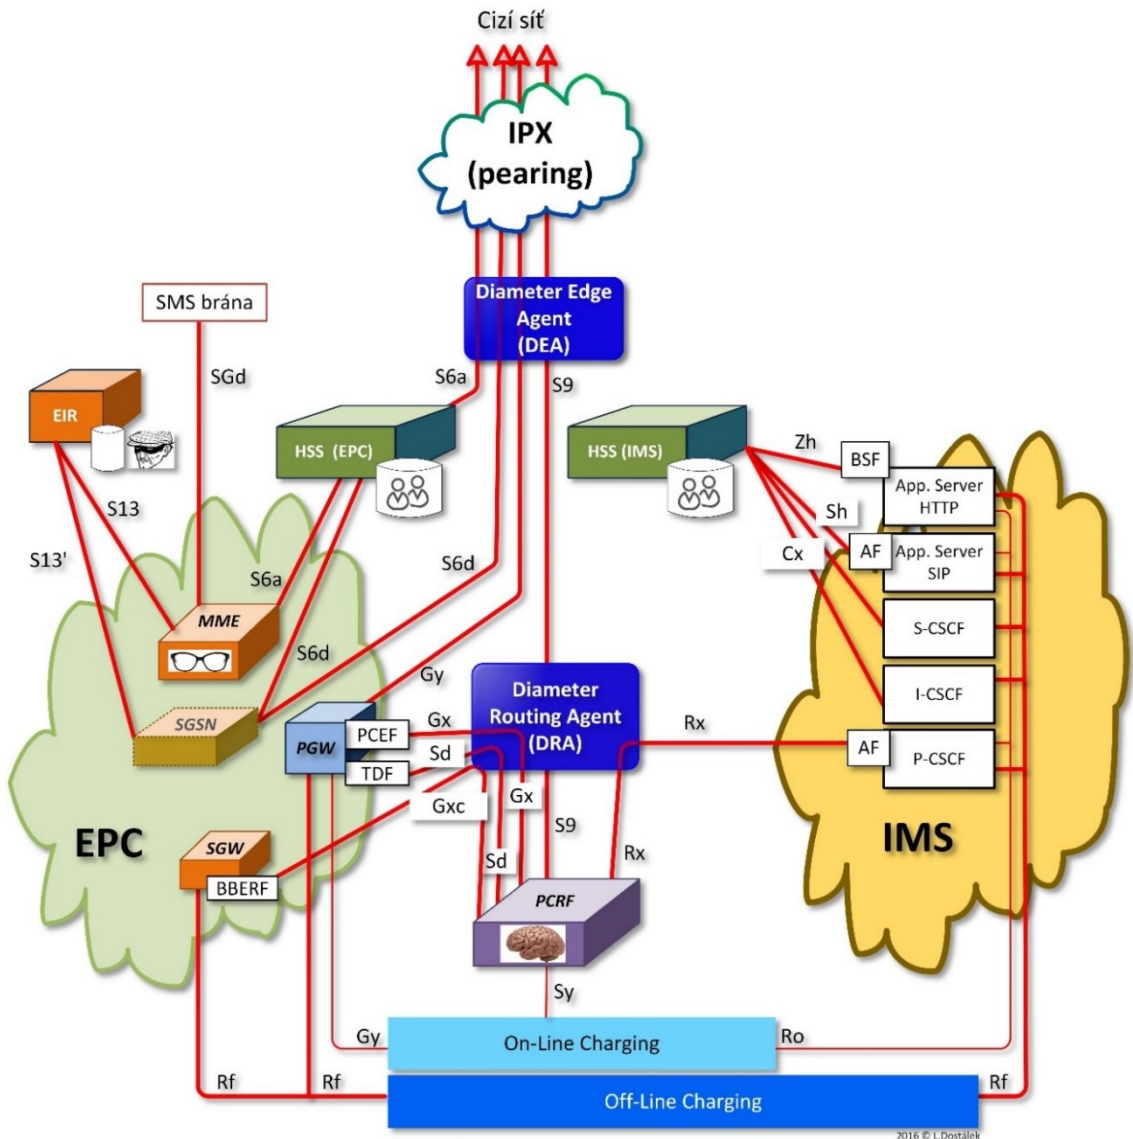 Cizí síť
IPX
(pearing)
Diameter Edge
Agent
(DEA)
SMS brána
SGd
S6a
S9
EIR
HSS (EPC)
HSS (IMS)
Zh
BSF
App. Server
HTTP
S13
Sh
S13'
Cx
AF
App. Server
SIP
S6a
S6d
MME
S-CSCF
S6d
Gy
I-CSCF
SGSN
Diameter
Routing Agent
(DRA)
PGW
PCEF
Gx
Rx
AF
P-CSCF
TDF
Sd
Gxc
Gx
EPC
IMS
S9
SGW
BBERF
Sd
Rx
PCRF
Sy
Gy
On-Line Charging
Ro
Rf
Rf
Off-Line Charging
Rf
2016 © L.Dostálek